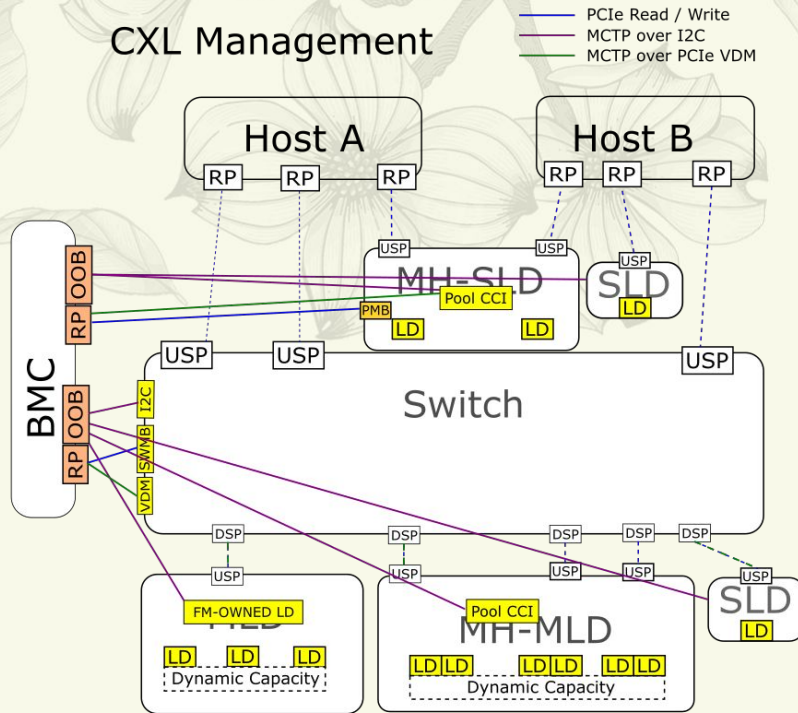 CXL Management
PCIe Read / Write
MCTP over I2C
MCTP over PCIe VDM
Host A
Host B
RP
RP
RP
RP
RP
RP
BMC
OOB
RP
OOB
RP
USP
USP
MH-SLD
Pool CCI
PMB
LD
LD
USP
SLD
LD
USP
USP
USP
Switch
I2C
SWMB
VDM
DSP
DSP
DSP
DSP
DSP
USP
USP
USP
USP
USP
FM-OWNED LD
MLD
LD
LD
LD
Dynamic Capacity
Pool CCI
MH-MLD
LD
LD
LD
LD
LD
LD
Dynamic Capacity
SLD
LD